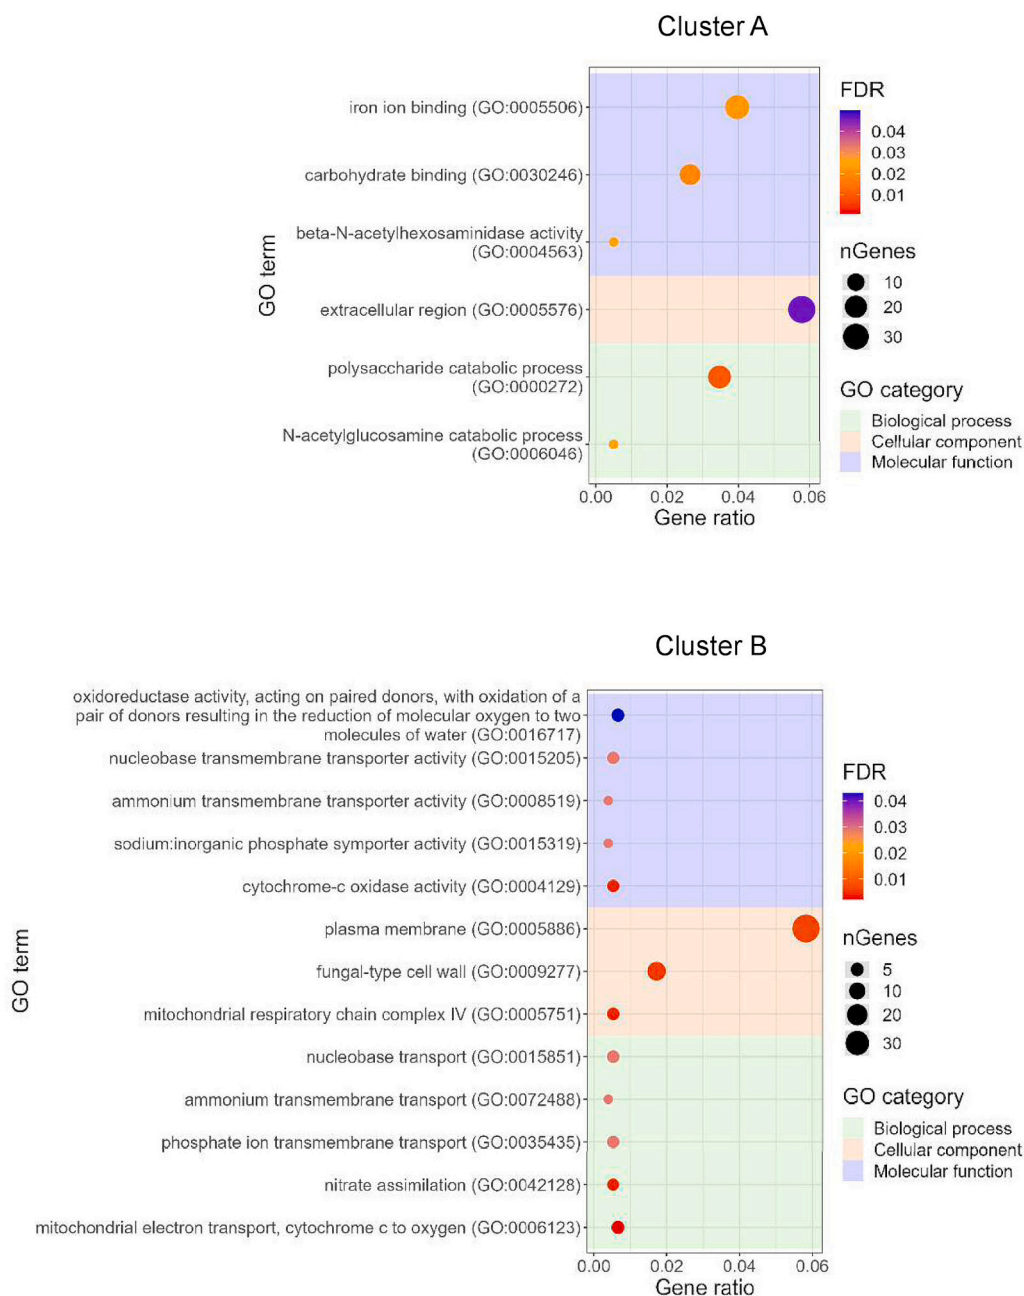 Cluster A
iron ion binding (GO:0005506)
carbohydrate binding (GO:0030246)
beta-N-acetylhexosaminidase activity
(GO:0004563)
extracellular region (GO:0005576)
polysaccharide catabolic process
(GO:0000272)
N-acetylglucosamine catabolic process
(GO:0006046)
GO term
0.00 0.02 0.04 0.06
Gene ratio
FDR
0.04
0.03
0.02
0.01
nGenes
10
20
30
GO category
Biological process
Cellular component
Molecular function
Cluster B
oxidoreductase activity, acting on paired donors, with oxidation of a
pair of donors resulting in the reduction of molecular oxygen to two
molecules of water (GO:0016717)
nucleobase transmembrane transporter activity (GO:0015205)
ammonium transmembrane transporter activity (GO:0008519)
sodium:inorganic phosphate symporter activity (GO:0015319)
cytochrome-c oxidase activity (GO:0004129)
plasma membrane (GO:0005886)
fungal-type cell wall (GO:0009277)
mitochondrial respiratory chain complex IV (GO:0005751)
nucleobase transport (GO:0015851)
ammonium transmembrane transport (GO:0072488)
phosphate ion transmembrane transport (GO:0035435)
nitrate assimilation (GO:0042128)
mitochondrial electron transport, cytochrome c to oxygen (GO:0006123)
GO term
0.00 0.02 0.04 0.06
Gene ratio
FDR
0.04
0.03
0.02
0.01
nGenes
5
10
20
30
GO category
Biological process
Cellular component
Molecular function